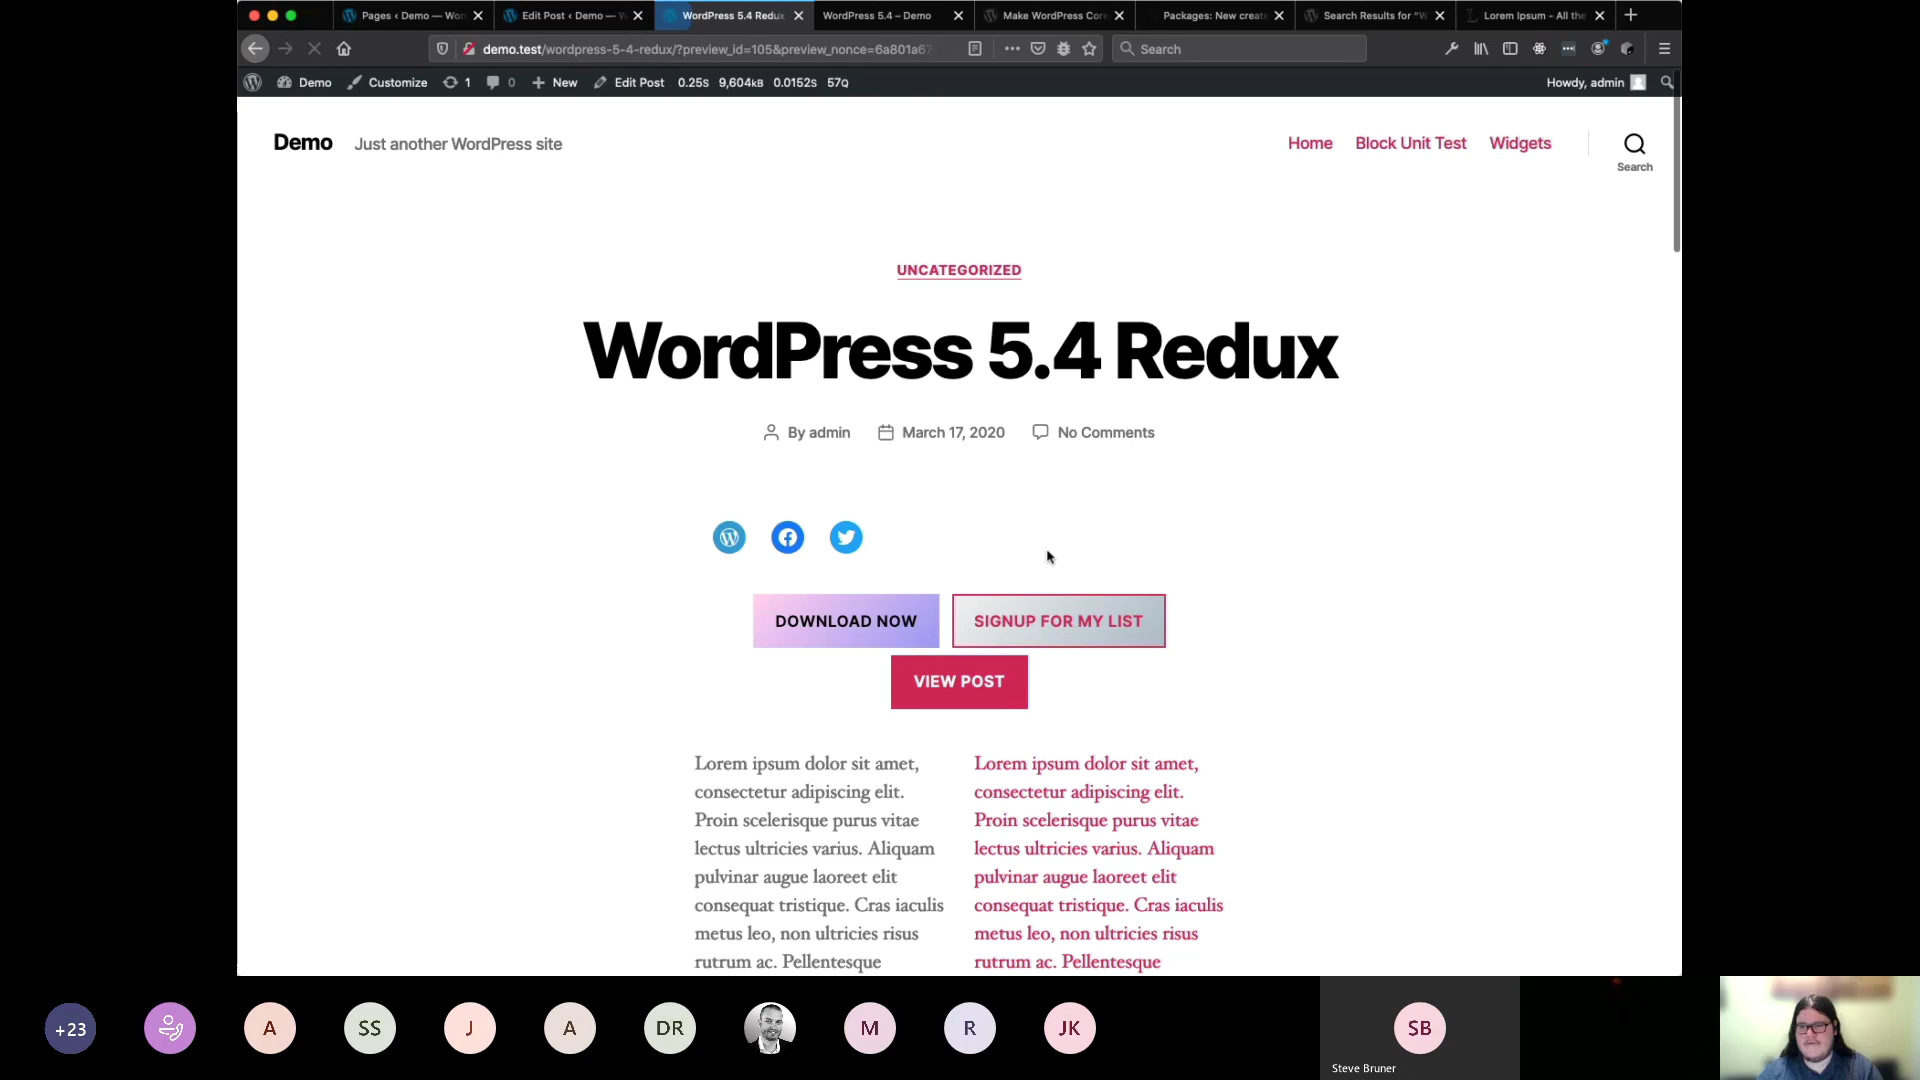 Pages ‹ Demo — Wor
Edit Post ‹ Demo — W
WordPress 5.4 Redux
WordPress 5.4 – Demo
Make WordPress Cor
Packages: New create
Search Results for "W
Lorem Ipsum - All the
demo.test/wordpress-5-4-redux/?preview_id=105&preview_nonce=6a801a67
Search
Demo
Customize
1
0
New
Edit Post
0.25S 9,604KB 0.0152S 57Q
Howdy, admin
Demo
Just another WordPress site
Home
Block Unit Test
Widgets
Search
UNCATEGORIZED
WordPress 5.4 Redux
By admin
March 17, 2020
No Comments
DOWNLOAD NOW
SIGNUP FOR MY LIST
VIEW POST
Lorem ipsum dolor sit amet,
consectetur adipiscing elit.
Proin scelerisque purus vitae
lectus ultricies varius. Aliquam
pulvinar augue laoreet elit
consequat tristique. Cras iaculis
metus leo, non ultricies risus
rutrum ac. Pellentesque
Lorem ipsum dolor sit amet,
consectetur adipiscing elit.
Proin scelerisque purus vitae
lectus ultricies varius. Aliquam
pulvinar augue laoreet elit
consequat tristique. Cras iaculis
metus leo, non ultricies risus
rutrum ac. Pellentesque
+23
A
SS
J
A
DR
M
R
JK
SB
Steve Bruner